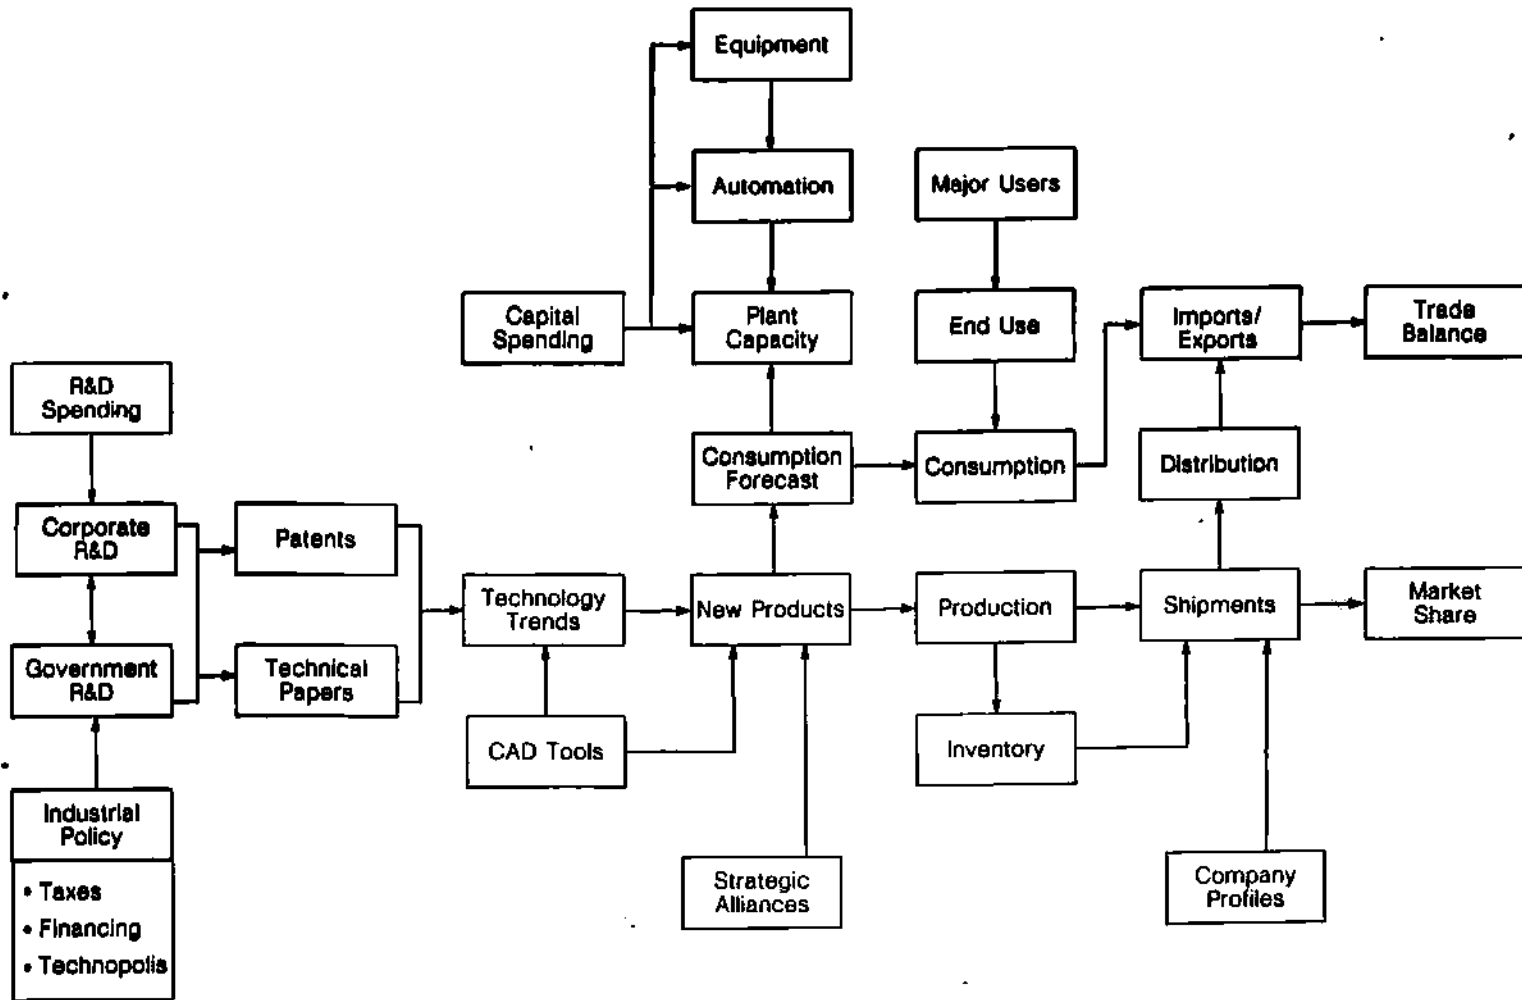 Equipment
Automation
Major Users
Capital
Spending
Plant
Capacity
End Use
Imports/
Exports
Trade
Balance
R&D
Spending
Consumption
Forecast
Consumption
Distribution
Corporate
R&D
Patents
Technology
Trends
New Products
Production
Shipments
Market
Share
Government
R&D
Technical
Papers
CAD Tools
Inventory
Industrial
Policy
• Taxes
• Financing
• Technopolis
Strategic
Alliances
Company
Profiles